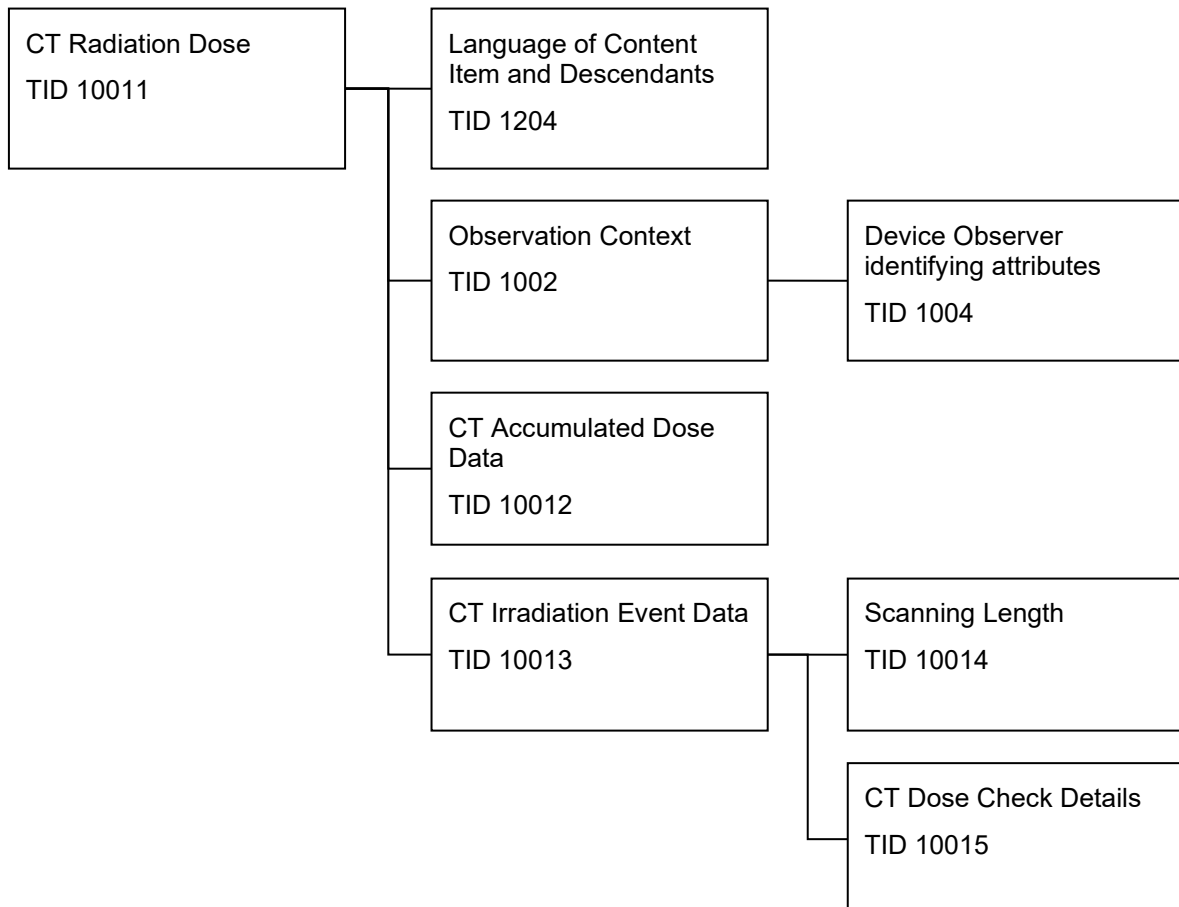 CT Radiation Dose
TID 10011
Language of Content
Item and Descendants
TID 1204
Observation Context
TID 1002
Device Observer
identifying attributes
TID 1004
CT Accumulated Dose
Data
TID 10012
CT Irradiation Event Data
TID 10013
Scanning Length
TID 10014
CT Dose Check Details
TID 10015